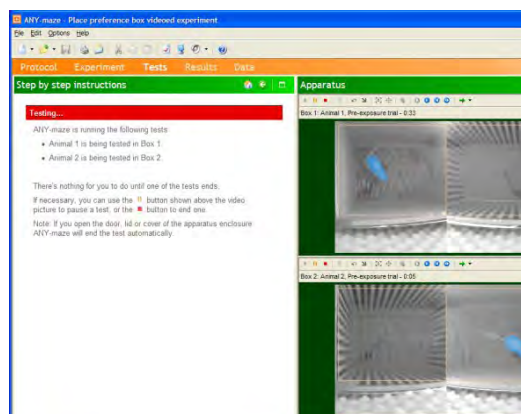 ANY-maze - Place preference box videoed experiment
File Edit Options Help
Protocol Experiment Tests Results Data
Step by step instructions
Testing...
ANY-maze is running the following tests
• Animal 1 is being tested in Box 1.
• Animal 2 is being tested in Box 2.
There's nothing for you to do until one of the tests ends.
If necessary, you can use the button shown above the video
picture to pause a test, or the button to end one.
Note: If you open the door, lid or cover of the apparatus enclosure
ANY-maze will end the test automatically.
Apparatus
Box 1: Animal 1, Pre-exposure trial - 0:33
Box 2: Animal 2, Pre-exposure trial - 0:05